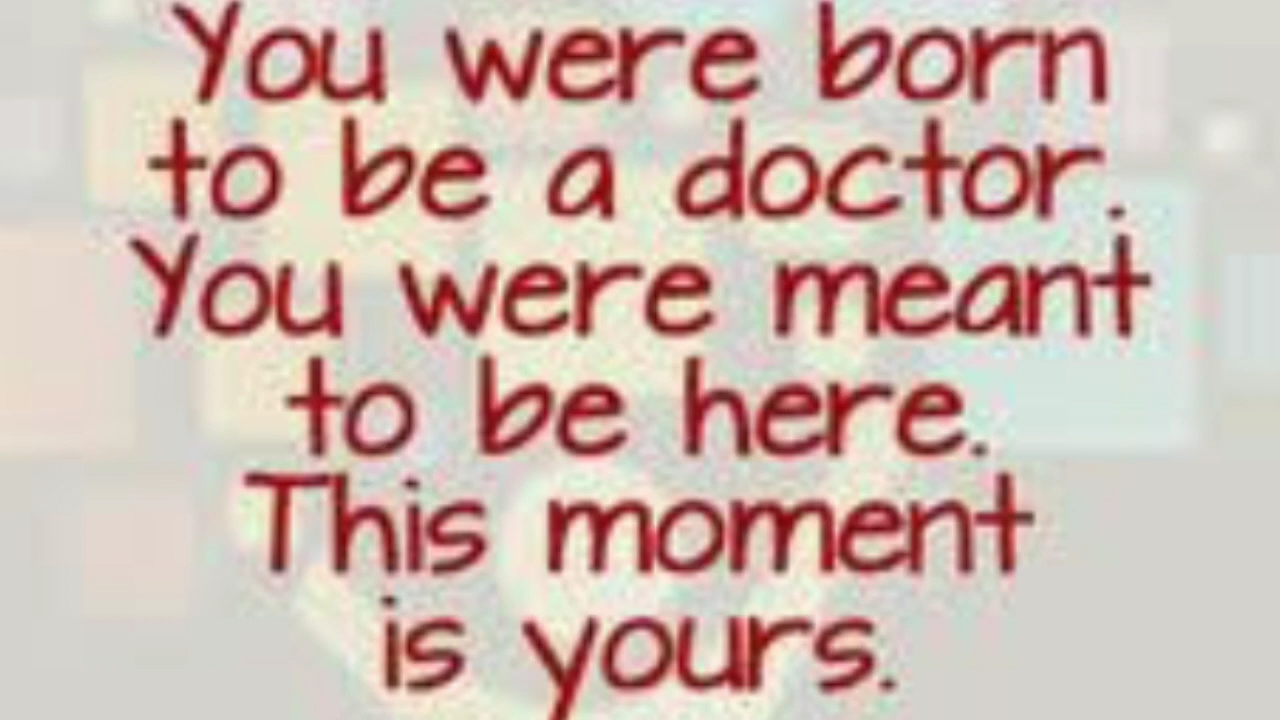 You were born
to be a doctor.
You were meant
to be here.
This moment
is yours.